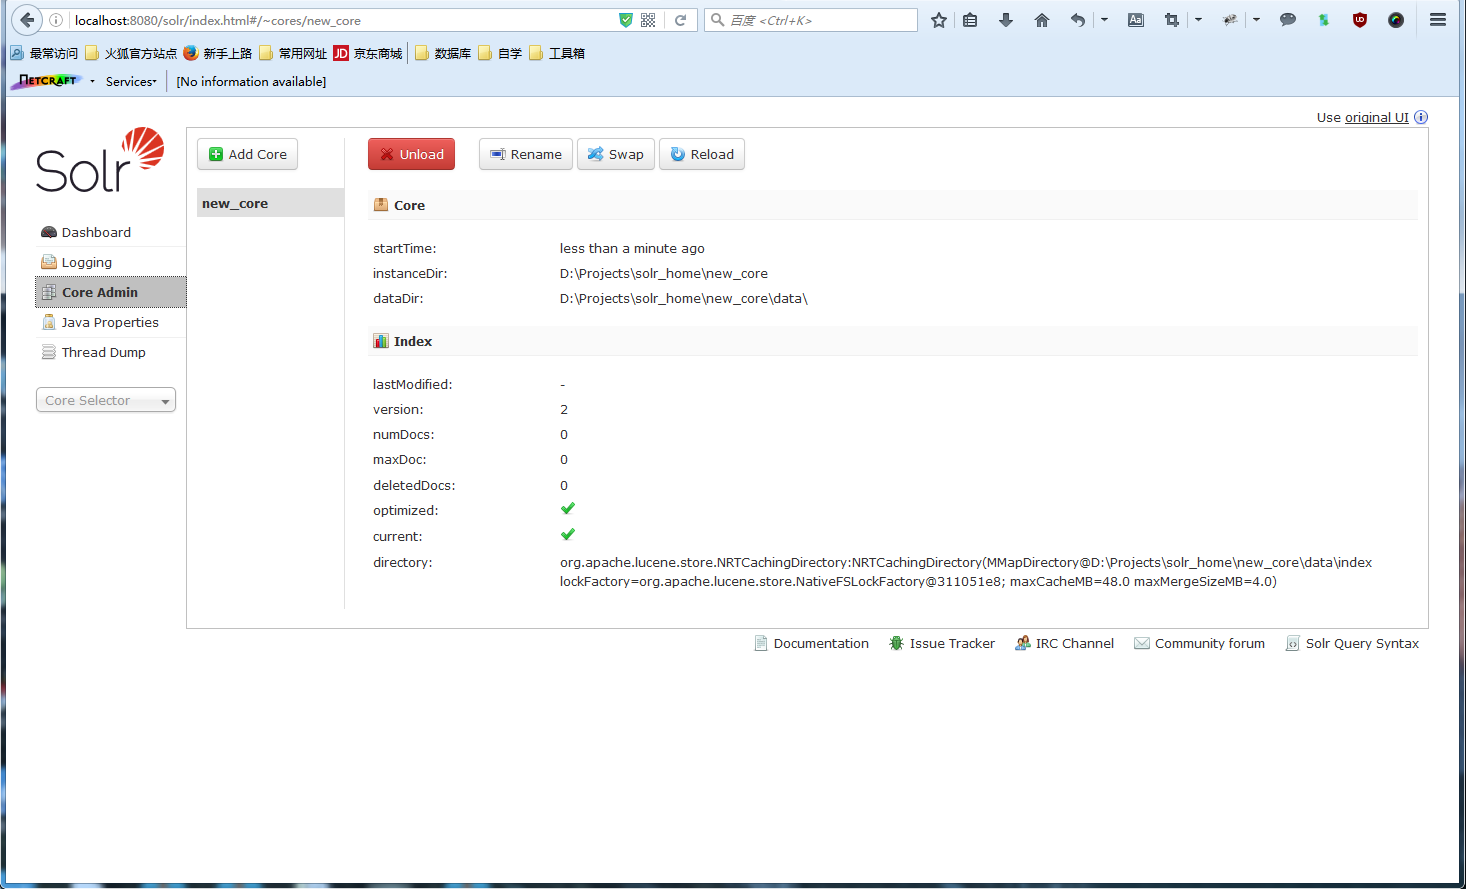 localhost:8080/solr/index.html#/~cores/new_core
百度 <Ctrl+K>
最常访问 火狐官方站点 新手上路 常用网址 JD 京东商城 数据库 自学 工具箱
NETCRAFT Services [No information available]
Use original UI
Solr
Add Core Unload Rename Swap Reload
new_core
Dashboard
Logging
Core Admin
Java Properties
Thread Dump
Core Selector
Core
startTime: less than a minute ago
instanceDir: D:\Projects\solr_home\new_core
dataDir: D:\Projects\solr_home\new_core\data\
Index
lastModified: -
version: 2
numDocs: 0
maxDoc: 0
deletedDocs: 0
optimized:
current:
directory: org.apache.lucene.store.NRTCachingDirectory:NRTCachingDirectory(MMapDirectory@D:\Projects\solr_home\new_core\data\index
lockFactory=org.apache.lucene.store.NativeFSLockFactory@311051e8; maxCacheMB=48.0 maxMergeSizeMB=4.0)
Documentation Issue Tracker IRC Channel Community forum Solr Query Syntax